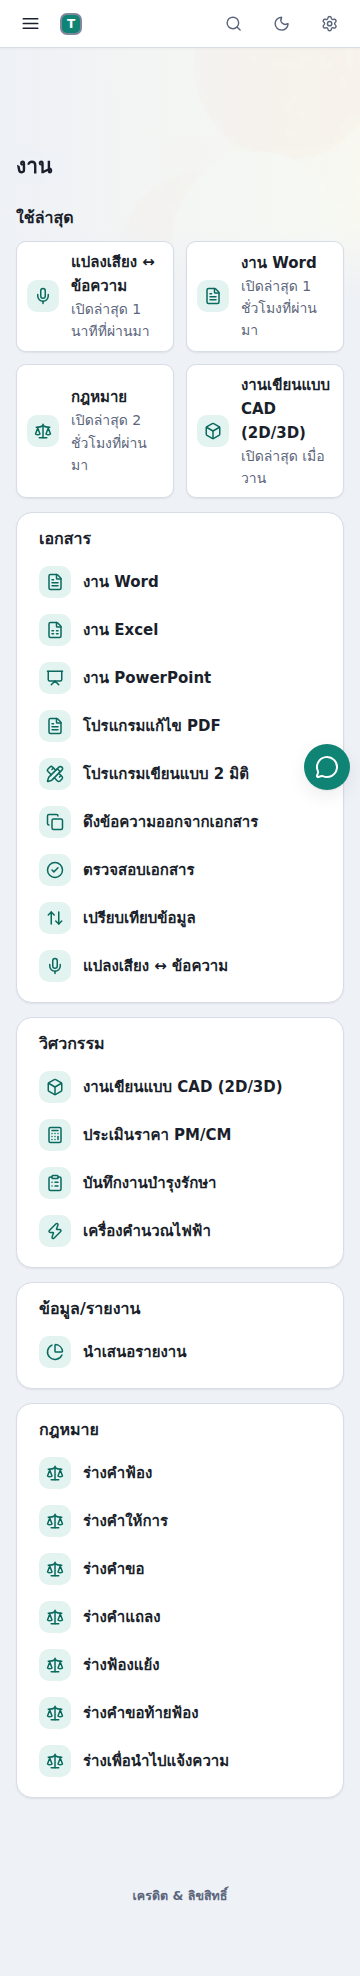 T
งาน
ใช้ล่าสุด
แปลงเสียง ↔
ข้อความ
เปิดล่าสุด 1
นาทีที่ผ่านมา
งาน Word
เปิดล่าสุด 1
ชั่วโมงที่ผ่าน
มา
กฎหมาย
เปิดล่าสุด 2
ชั่วโมงที่ผ่าน
มา
งานเขียนแบบ
CAD
(2D/3D)
เปิดล่าสุด เมื่อ
วาน
เอกสาร
งาน Word
งาน Excel
งาน PowerPoint
โปรแกรมแก้ไข PDF
โปรแกรมเขียนแบบ 2 มิติ
ดึงข้อความออกจากเอกสาร
ตรวจสอบเอกสาร
เปรียบเทียบข้อมูล
แปลงเสียง ↔ ข้อความ
วิศวกรรม
งานเขียนแบบ CAD (2D/3D)
ประเมินราคา PM/CM
บันทึกงานบำรุงรักษา
เครื่องคำนวณไฟฟ้า
ข้อมูล/รายงาน
นำเสนอรายงาน
กฎหมาย
ร่างคำฟ้อง
ร่างคำให้การ
ร่างคำขอ
ร่างคำแถลง
ร่างฟ้องแย้ง
ร่างคำขอท้ายฟ้อง
ร่างเพื่อนำไปแจ้งความ
เครดิต & ลิขสิทธิ์